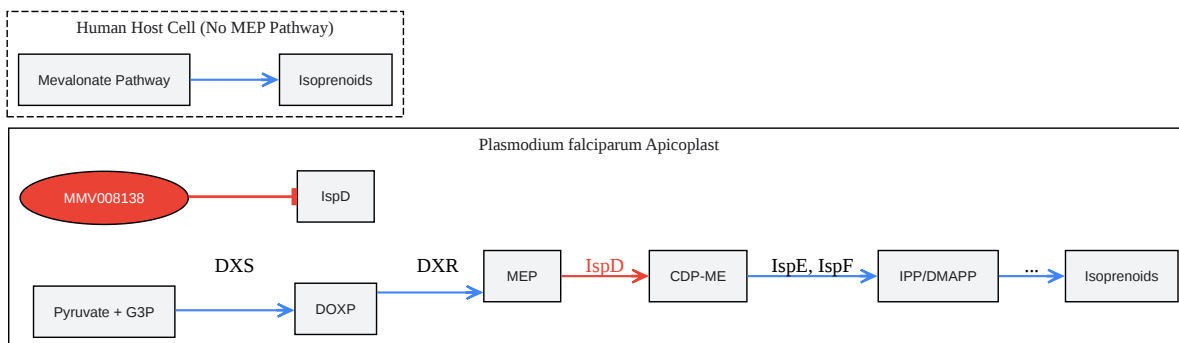 Human Host Cell (No MEP Pathway)
Mevalonate Pathway
Isoprenoids
Plasmodium falciparum Apicoplast
MMV008138
IspD
DXS
DXR
MEP
IspD
CDP-ME
IspE, IspF
IPP/DMAPP
...
Isoprenoids
Pyruvate + G3P
DOXP